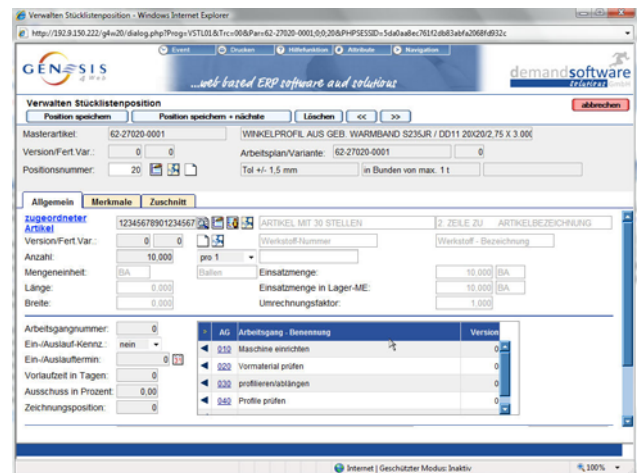 Verwalten Stücklistenposition - Windows Internet Explorer
http://192.9.150.222/g4w20/dialog.php?Prog=VSTL01&Trc=00&Par=62-27020-0001;0;0;20&PHPSESSID=5da0aa8ec761f2db83abfa2068fd932c
Event Drucken Hilfefunktion Attribute Navigation
GENESIS
4 Web
...web based ERP software and solutions
demandsoftware
solutions GmbH
Verwalten Stücklistenposition
abbrechen
Position speichern Position speichern + nächste Löschen << >>
Masterartikel: 62-27020-0001 WINKELPROFIL AUS GEB. WARMBAND S235JR / DD11 20X20/2,75 X 3.000
Version/Fert.Var.: 0 0 Arbeitsplan/Variante: 62-27020-0001 0
Positionsnummer: 20 Tol +/- 1,5 mm in Bunden von max. 1 t
Allgemein Merkmale Zuschnitt
zugeordneter Artikel 12345678901234567 ARTIKEL MIT 30 STELLEN 2. ZEILE ZU ARTIKELBEZEICHNUNG
Version/Fert.Var.: 0 0 Werkstoff-Nummer Werkstoff - Bezeichnung
Anzahl: 10,000 pro 1
Mengeneinheit: BA Ballen Einsatzmenge: 10,000 BA
Länge: 0,000 Einsatzmenge in Lager-ME: 10,000 BA
Breite: 0,000 Umrechnungsfaktor: 1,000
Arbeitsgangnummer: 0
Ein-/Auslauf-Kennz.: nein
Ein-/Auslauftermin: 0
Vorlaufzeit in Tagen: 0
Ausschuss in Prozent: 0,00
Zeichnungsposition: 0
AG Arbeitsgang - Benennung Version
010 Maschine einrichten 0
020 Vormaterial prüfen 0
030 profilieren/ablängen 0
040 Profile prüfen 0
Internet | Geschützter Modus: Inaktiv 100%